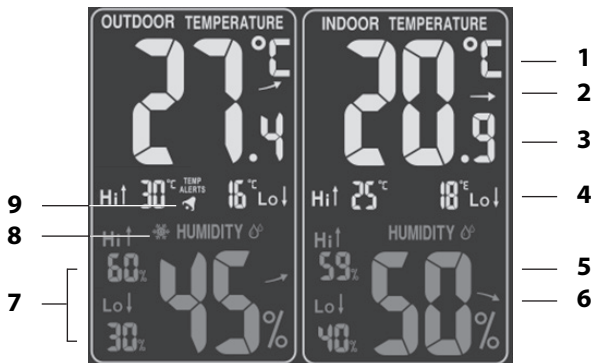 OUTDOOR TEMPERATURE
27.4 °C
Hi 30 °C TEMP ALERTS 16 °C Lo
HUMIDITY
Hi 60%
45%
Lo 30%
INDOOR TEMPERATURE
20.9 °C
Hi 25 °C 18 °E Lo
HUMIDITY
Hi 59%
50%
Lo 40%
1
2
3
4
5
6
9
8
7